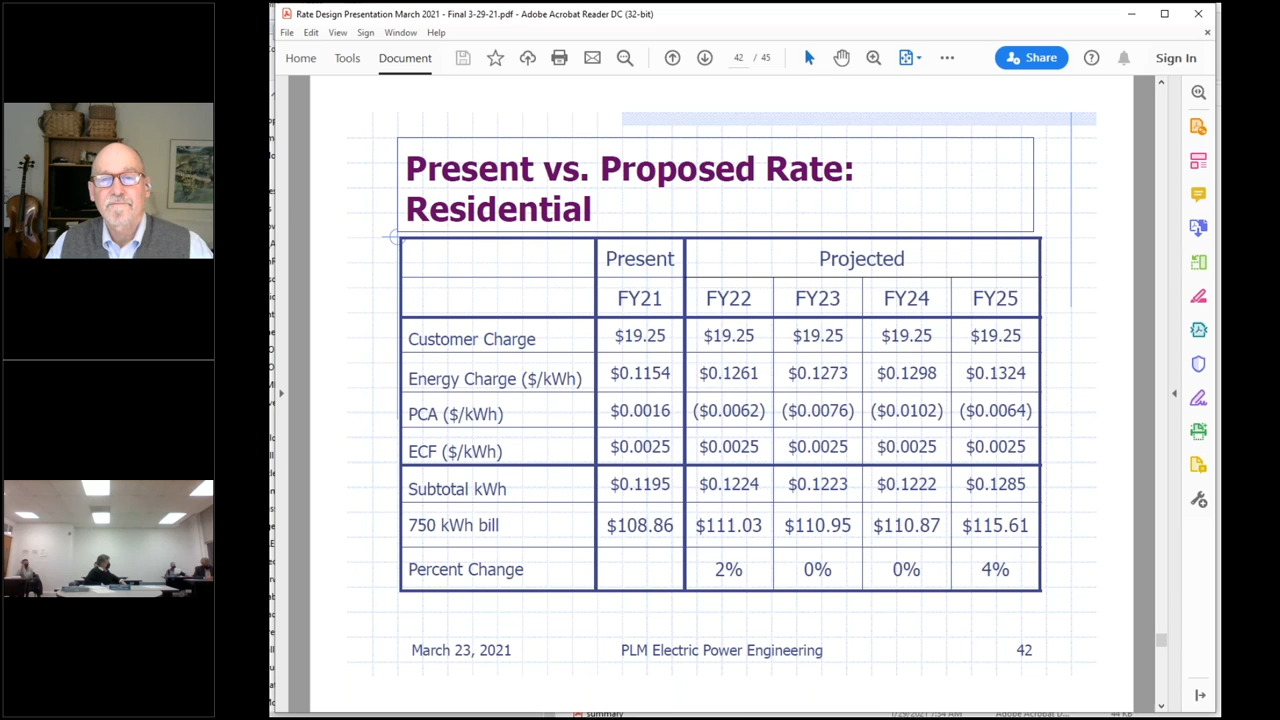 Rate Design Presentation March 2021 - Final 3-29-21.pdf - Adobe Acrobat Reader DC (32-bit)
File Edit View Sign Window Help
Home Tools Document 42 / 45 Share Sign In
Present vs. Proposed Rate:
Residential
Present Projected
FY21 FY22 FY23 FY24 FY25
Customer Charge $19.25 $19.25 $19.25 $19.25 $19.25
Energy Charge ($/kWh) $0.1154 $0.1261 $0.1273 $0.1298 $0.1324
PCA ($/kWh) $0.0016 ($0.0062) ($0.0076) ($0.0102) ($0.0064)
ECF ($/kWh) $0.0025 $0.0025 $0.0025 $0.0025 $0.0025
Subtotal kWh $0.1195 $0.1224 $0.1223 $0.1222 $0.1285
750 kWh bill $108.86 $111.03 $110.95 $110.87 $115.61
Percent Change 2% 0% 0% 4%
March 23, 2021 PLM Electric Power Engineering 42
summary